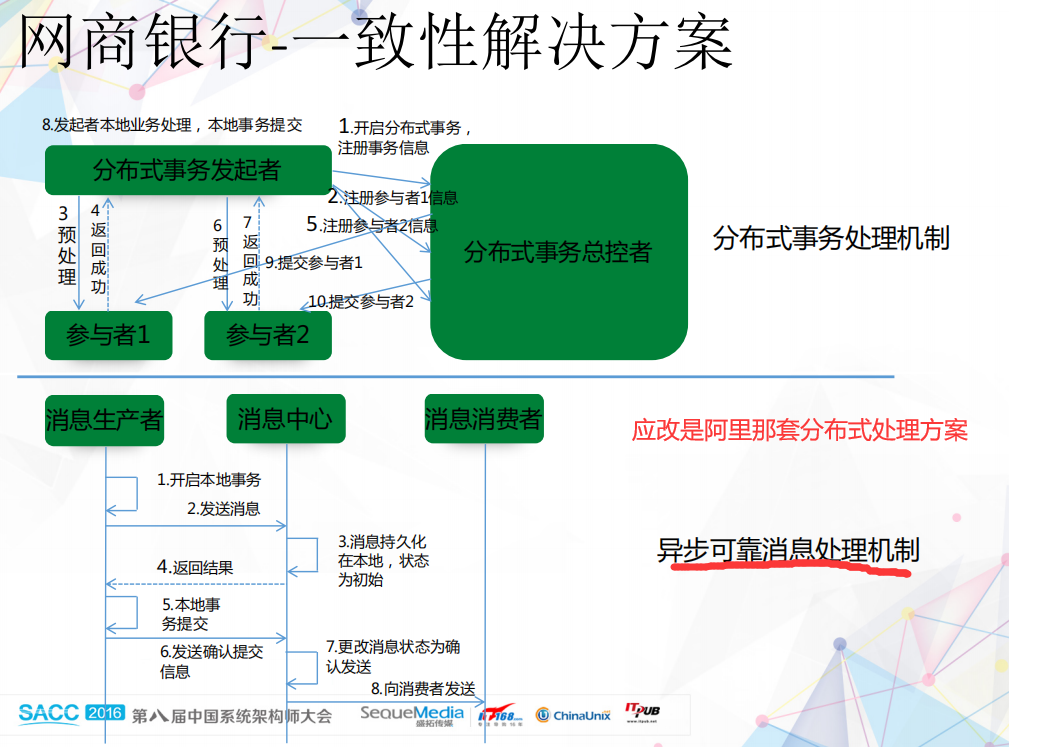 网商银行-一致性解决方案
8.发起者本地业务处理，本地事务提交
1.开启分布式事务，
注册事务信息
分布式事务发起者
2.注册参与者1信息
3预处理
4返回成功
6预处理
7返回成功
5.注册参与者2信息
分布式事务总控者
分布式事务处理机制
9.提交参与者1
10.提交参与者2
参与者1
参与者2
消息生产者
消息中心
消息消费者
应改是阿里那套分布式处理方案
1.开启本地事务
2.发送消息
3.消息持久化
在本地，状态
为初始
异步可靠消息处理机制
4.返回结果
5.本地事
务提交
6.发送确认提交
信息
7.更改消息状态为确
认发送
8.向消费者发送
SACC 2016 第八届中国系统架构师大会
SequeMedia
盛拓传媒
IT168.com
ChinaUnix
ITPUB
www.itpub.net